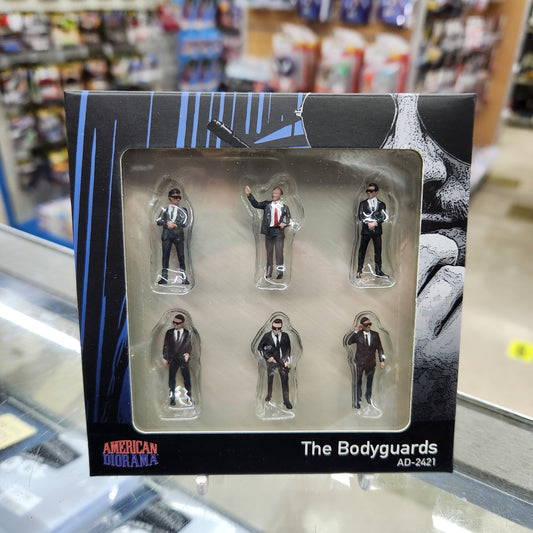 AMERICAN
DIORAMA
The Bodyguards
AD-2421